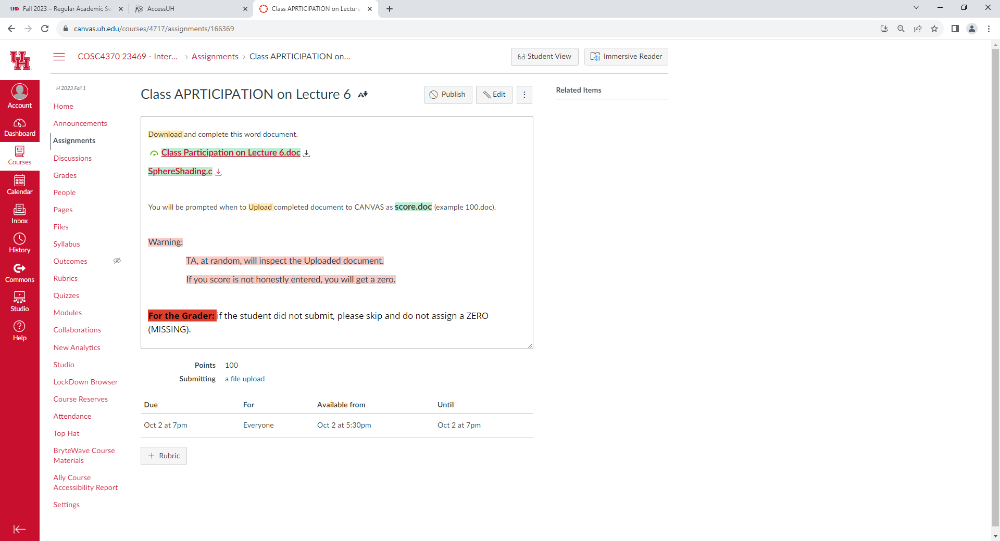 Fall 2023 – Regular Academic Se
AccessUH
Class APRTICIPATION on Lecture
canvas.uh.edu/courses/4717/assignments/166369
COSC4370 23469 - Inter... › Assignments › Class APRTICIPATION on...
Student View
Immersive Reader
Account
Dashboard
Courses
Calendar
Inbox
History
Commons
Studio
Help
H 2023 Fall 1
Home
Announcements
Assignments
Discussions
Grades
People
Pages
Files
Syllabus
Outcomes
Rubrics
Quizzes
Modules
Collaborations
New Analytics
Studio
LockDown Browser
Course Reserves
Attendance
Top Hat
BryteWave Course
Materials
Ally Course
Accessibility Report
Settings
Class APRTICIPATION on Lecture 6
Publish
Edit
Related Items
Download and complete this word document.
Class Participation on Lecture 6.doc
SphereShading.c
You will be prompted when to Upload completed document to CANVAS as score.doc (example 100.doc).
Warning:
TA, at random, will inspect the Uploaded document.
If you score is not honestly entered, you will get a zero.
For the Grader: if the student did not submit, please skip and do not assign a ZERO
(MISSING).
Points 100
Submitting a file upload
Due For Available from Until
Oct 2 at 7pm Everyone Oct 2 at 5:30pm Oct 2 at 7pm
+ Rubric